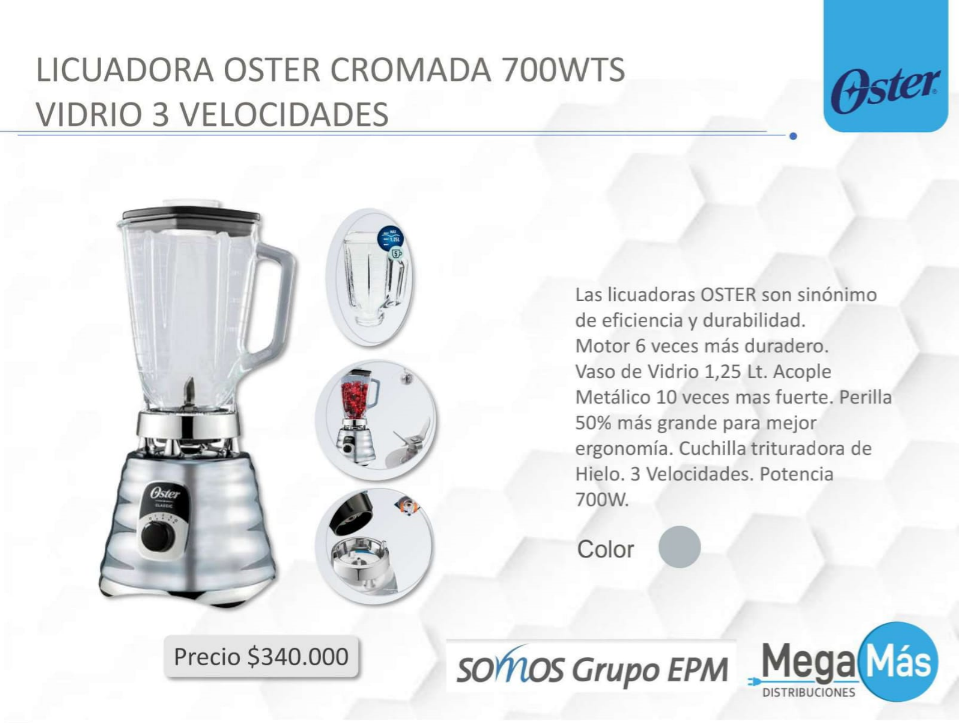 LICUADORA OSTER CROMADA 700WTS
VIDRIO 3 VELOCIDADES
Oster
Las licuadoras OSTER son sinónimo
de eficiencia y durabilidad.
Motor 6 veces más duradero.
Vaso de Vidrio 1,25 Lt. Acople
Metálico 10 veces mas fuerte. Perilla
50% más grande para mejor
ergonomía. Cuchilla trituradora de
Hielo. 3 Velocidades. Potencia
700W.
Color
Oster
CLASSIC
1.25L
Precio $340.000
somos Grupo EPM
Mega Más
DISTRIBUCIONES